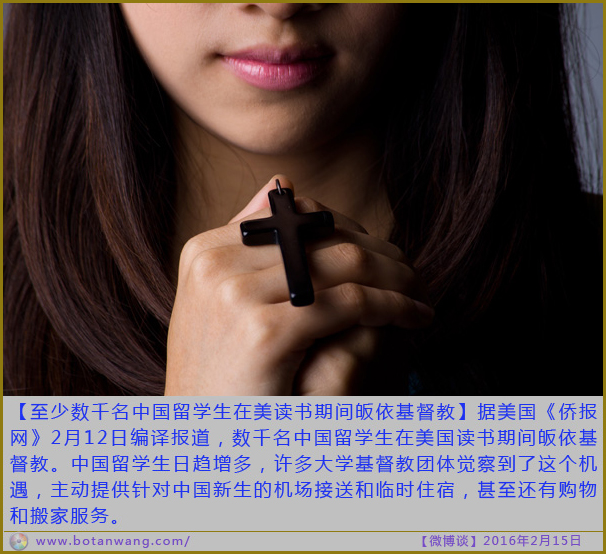 【至少数千名中国留学生在美读书期间皈依基督教】据美国《侨报
网》2月12日编译报道，数千名中国留学生在美国读书期间皈依基
督教。中国留学生日趋增多，许多大学基督教团体觉察到了这个机
遇，主动提供针对中国新生的机场接送和临时住宿，甚至还有购物
和搬家服务。
www.botanwang.com/ 【微博谈】2016年2月15日